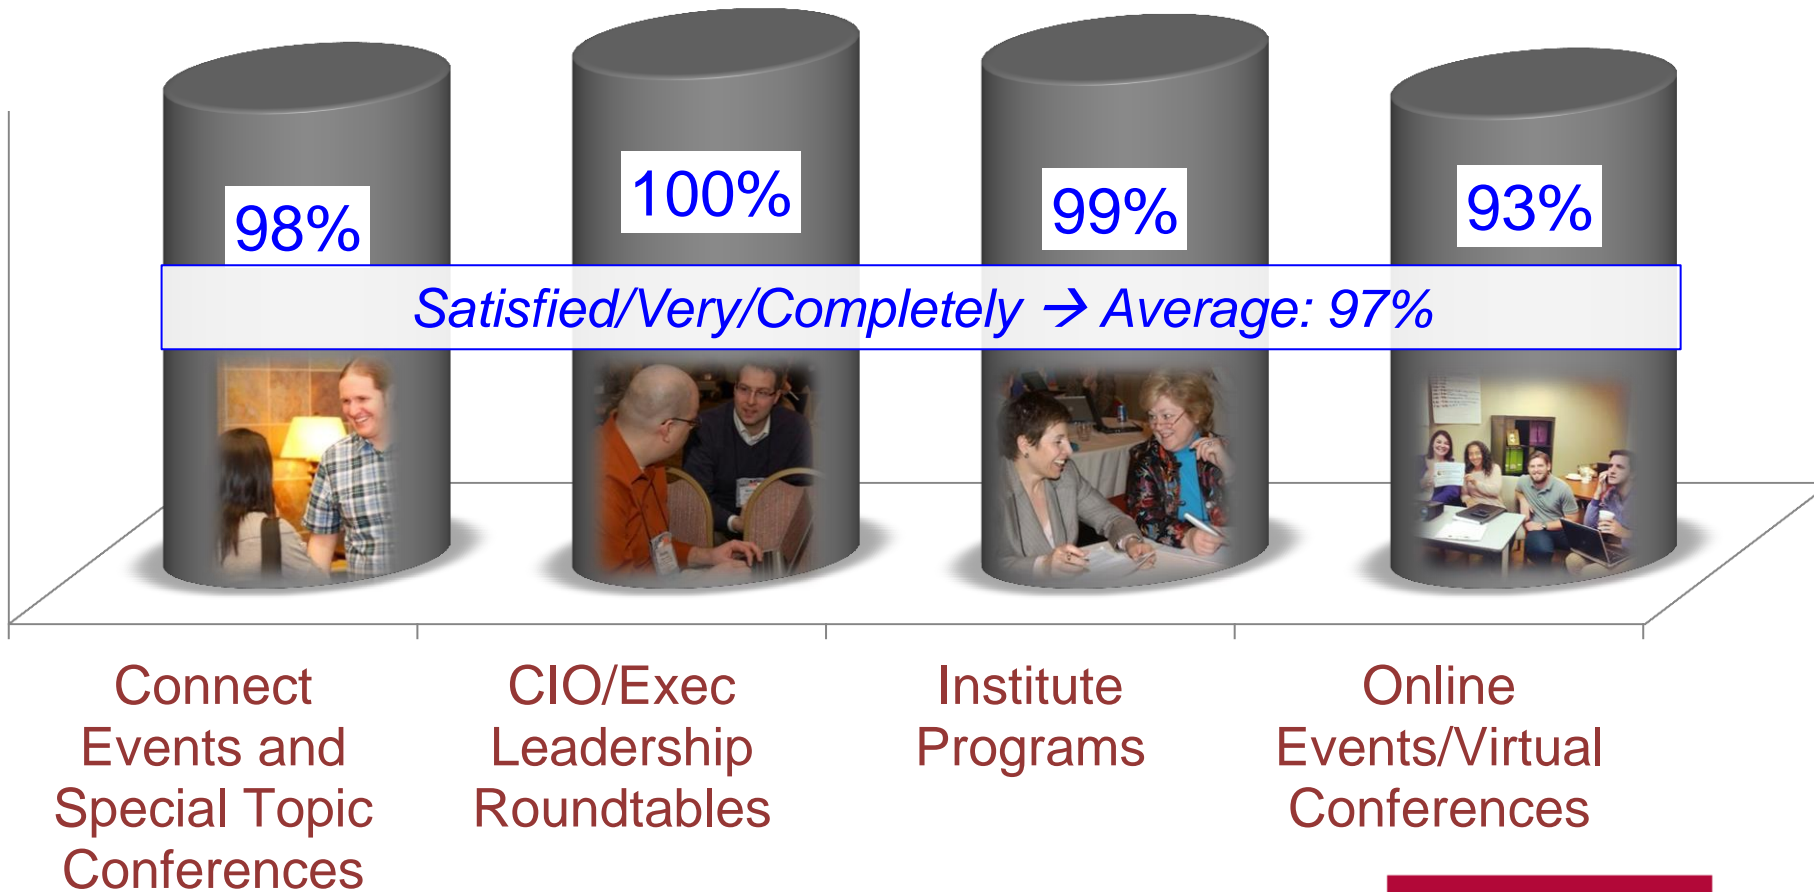 98%
100%
99%
93%
Satisfied/Very/Completely → Average: 97%
Connect
Events and
Special Topic
Conferences
CIO/Exec
Leadership
Roundtables
Institute
Programs
Online
Events/Virtual
Conferences